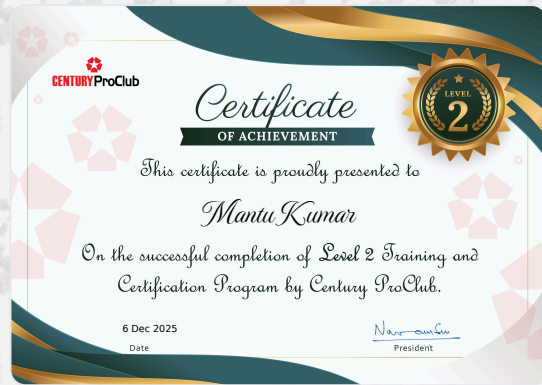 CENTURY ProClub
LEVEL
2
Certificate
OF ACHIEVEMENT
This certificate is proudly presented to
Mantu Kumar
On the successful completion of Level 2 Training and
Certification Program by Century ProClub.
6 Dec 2025
Date
President